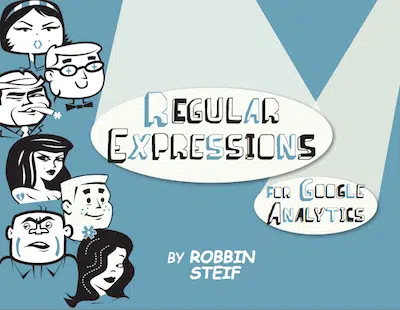 REGULAR
EXPRESSIONS
FOR GOOGLE
ANALYTICS
BY ROBBIN
STEIF